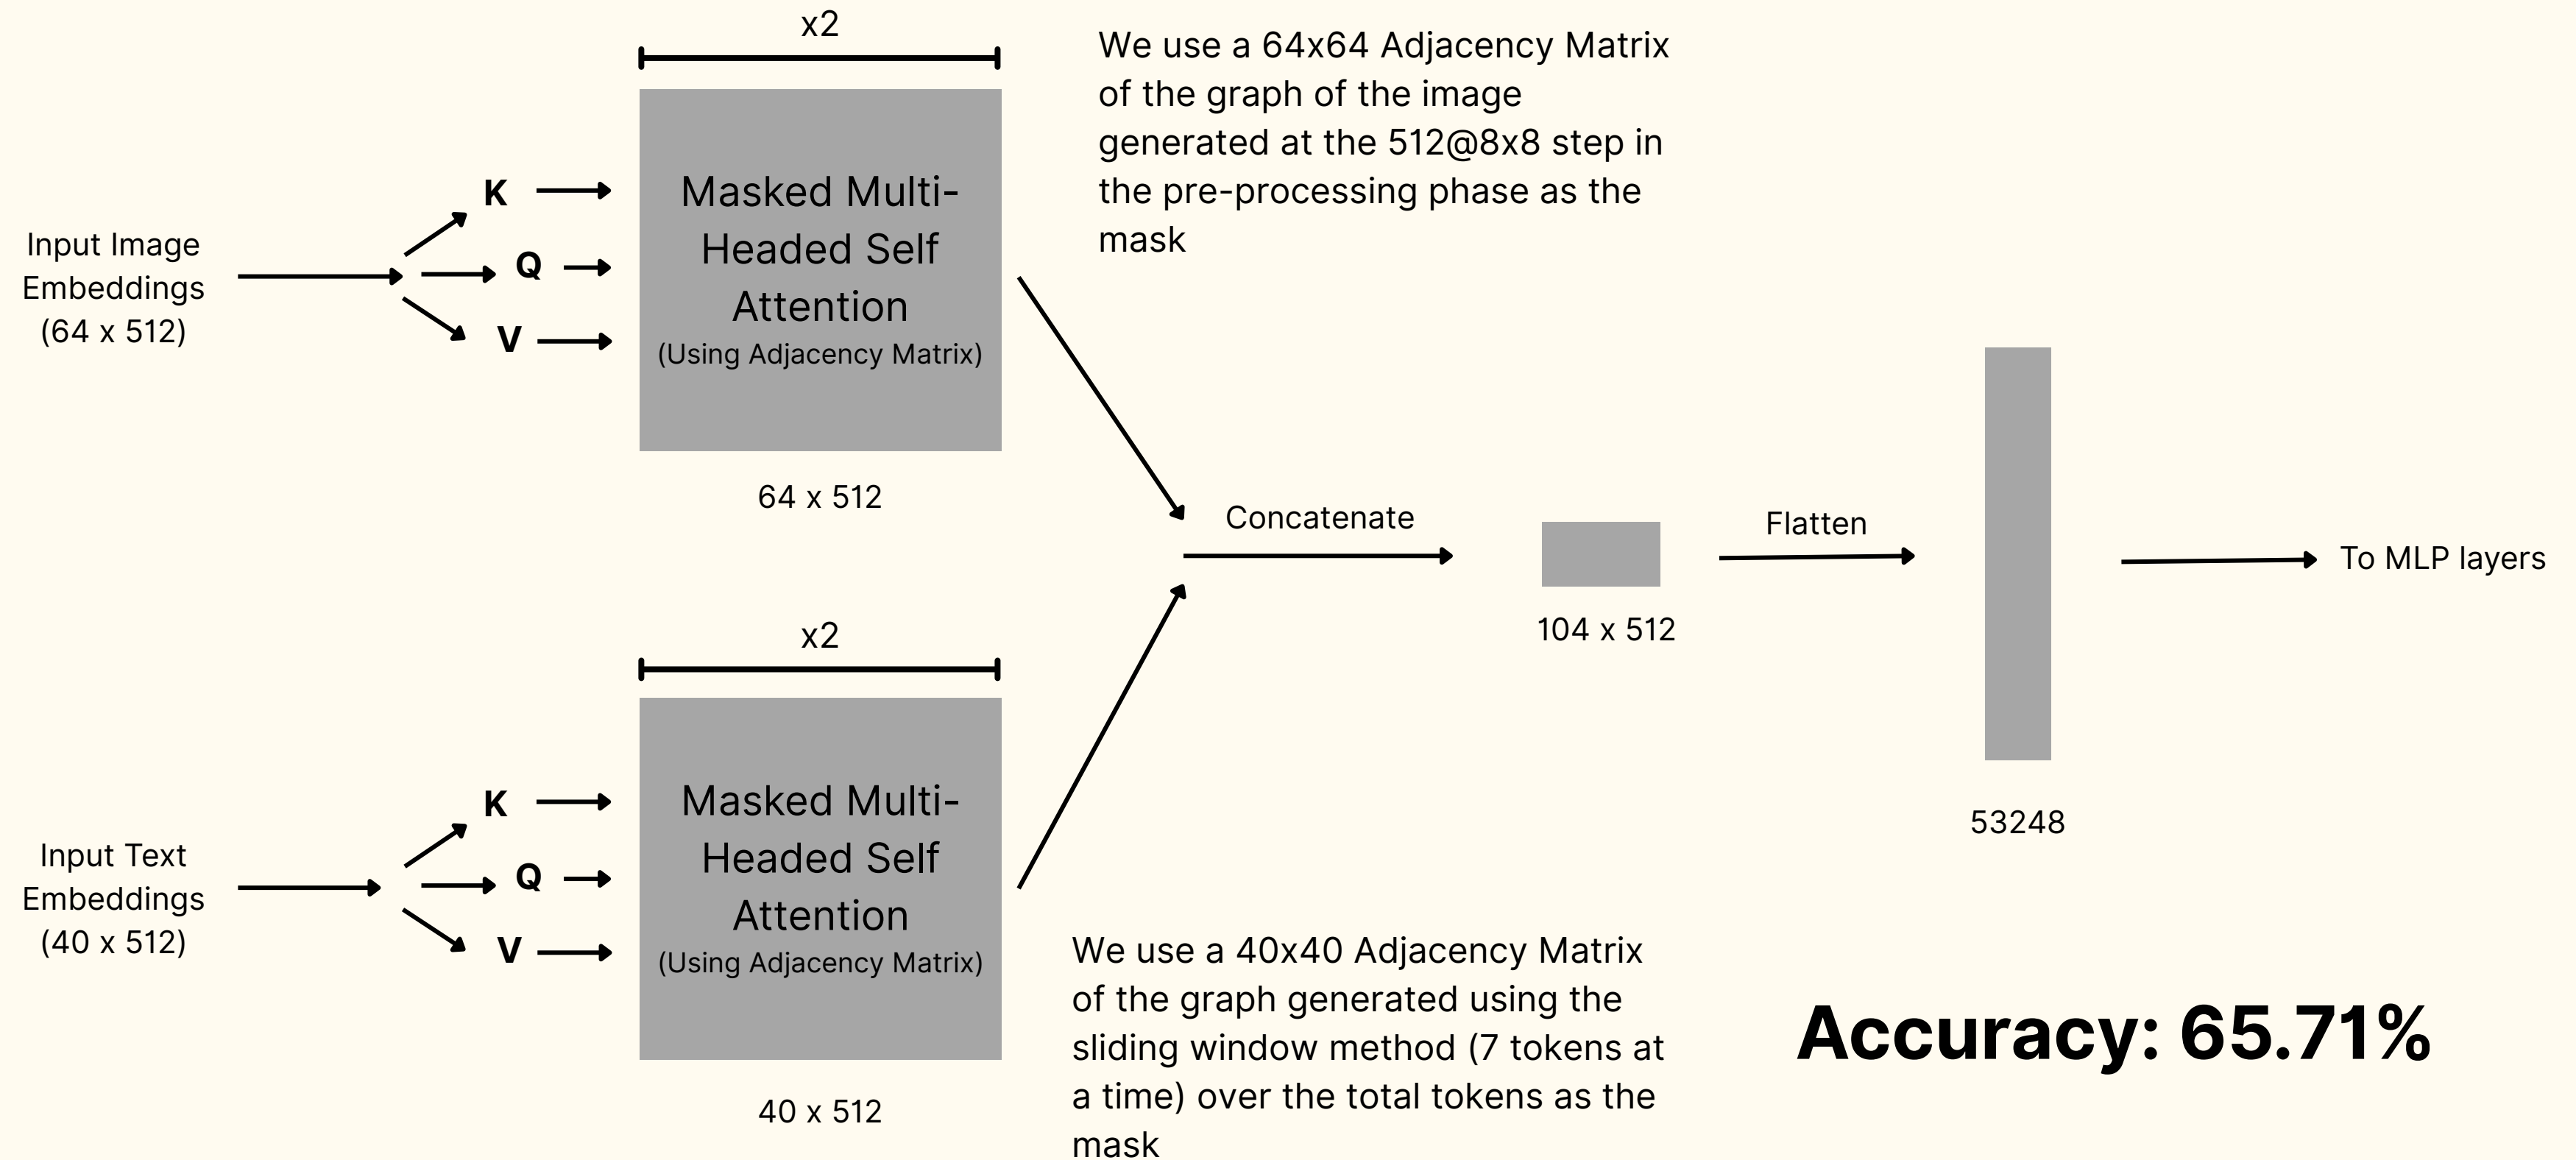 x2
We use a 64x64 Adjacency Matrix
of the graph of the image
generated at the 512@8x8 step in
the pre-processing phase as the
mask
Input Image
Embeddings
(64 x 512)
K
Q
V
Masked Multi-
Headed Self
Attention
(Using Adjacency Matrix)
64 x 512
Concatenate
104 x 512
Flatten
53248
To MLP layers
x2
Input Text
Embeddings
(40 x 512)
K
Q
V
Masked Multi-
Headed Self
Attention
(Using Adjacency Matrix)
40 x 512
We use a 40x40 Adjacency Matrix
of the graph generated using the
sliding window method (7 tokens at
a time) over the total tokens as the
mask
Accuracy: 65.71%